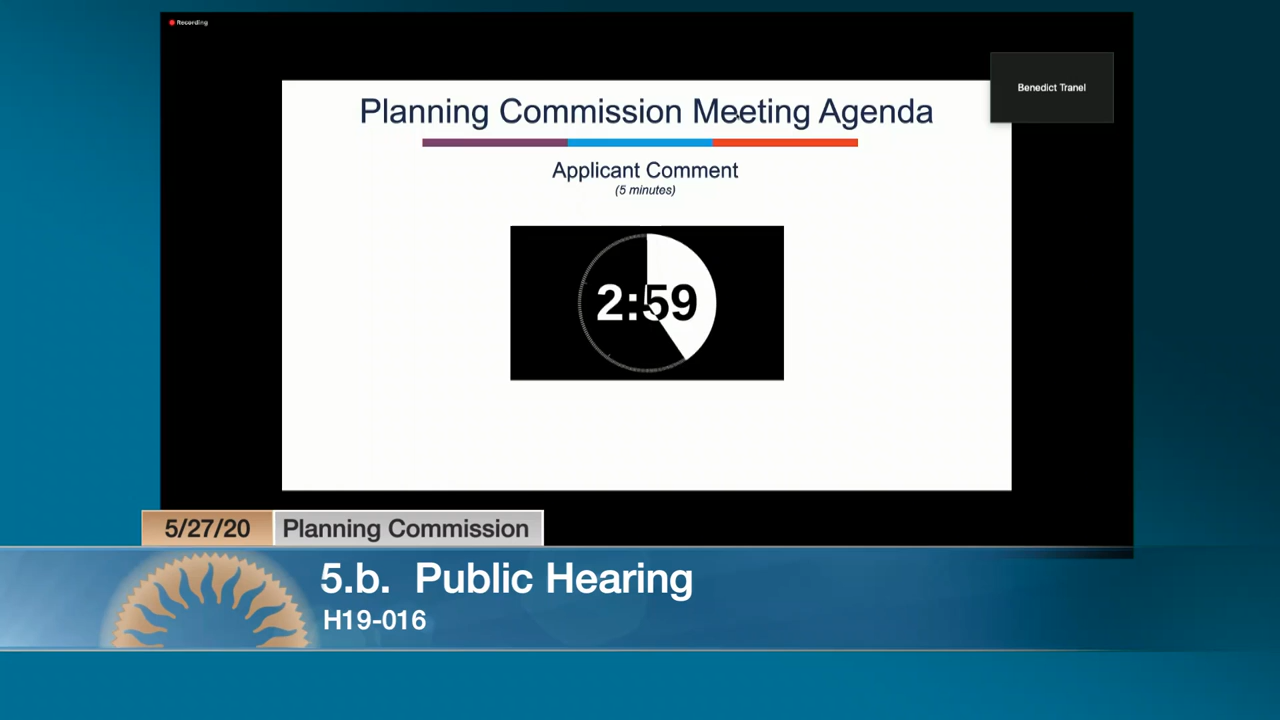 Recording
Benedict Tranel
Planning Commission Meeting Agenda
Applicant Comment
(5 minutes)
2:59
5/27/20 Planning Commission
5.b. Public Hearing
H19-016